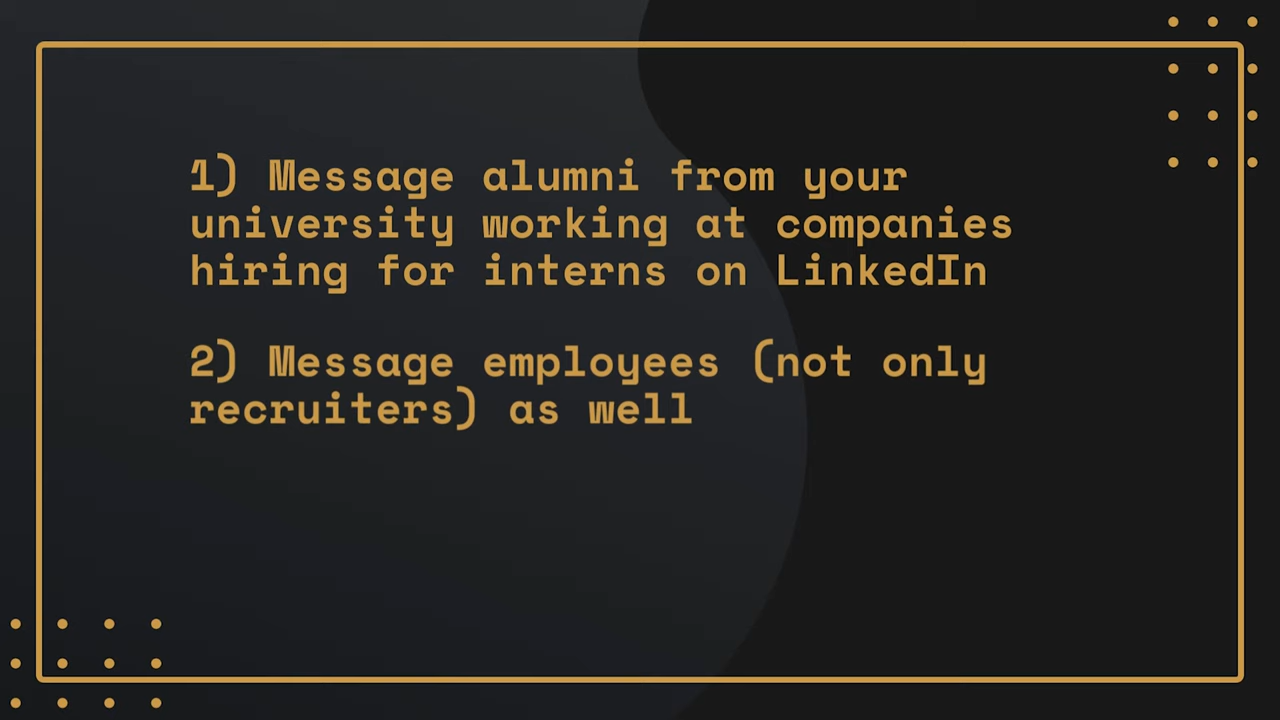 1) Message alumni from your
university working at companies
hiring for interns on LinkedIn
2) Message employees (not only
recruiters) as well